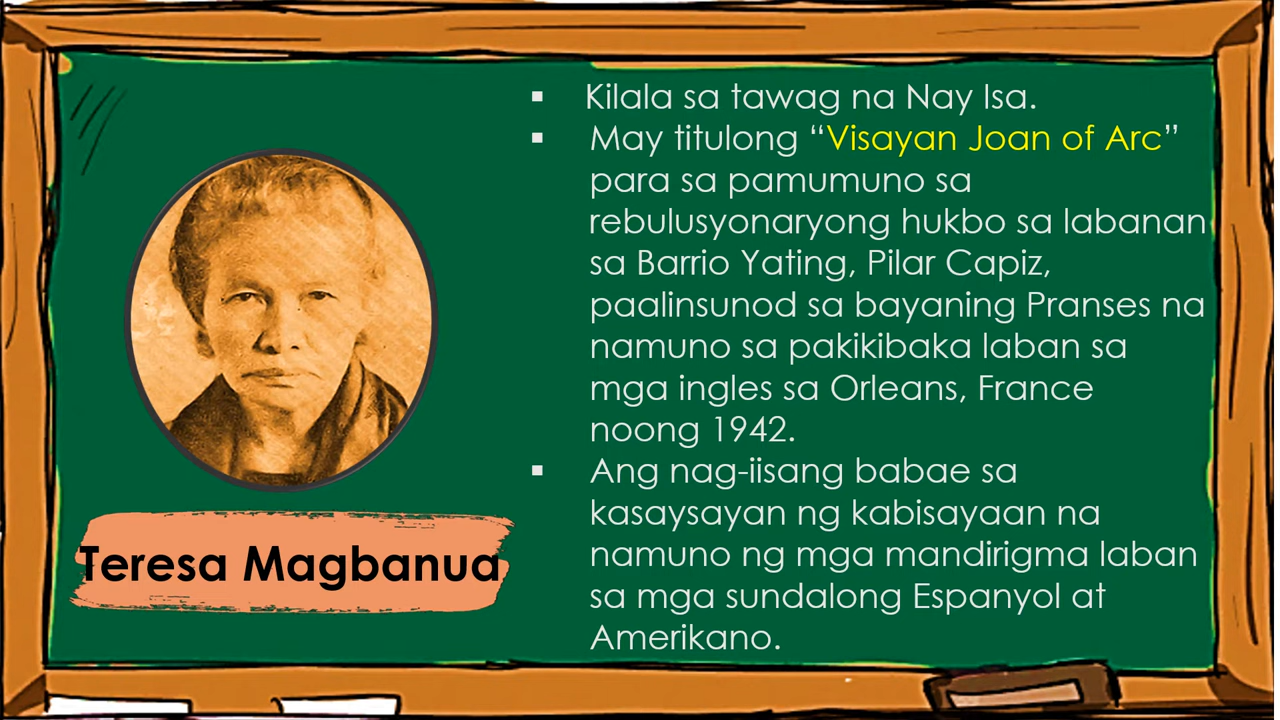 ▪ Kilala sa tawag na Nay Isa.
▪ May titulong “Visayan Joan of Arc”
para sa pamumuno sa
rebulusyonaryong hukbo sa labanan
sa Barrio Yating, Pilar Capiz,
paalinsunod sa bayaning Pranses na
namuno sa pakikibaka laban sa
mga ingles sa Orleans, France
noong 1942.
▪ Ang nag-iisang babae sa
kasaysayan ng kabisayaan na
namuno ng mga mandirigma laban
sa mga sundalong Espanyol at
Amerikano.
Teresa Magbanua